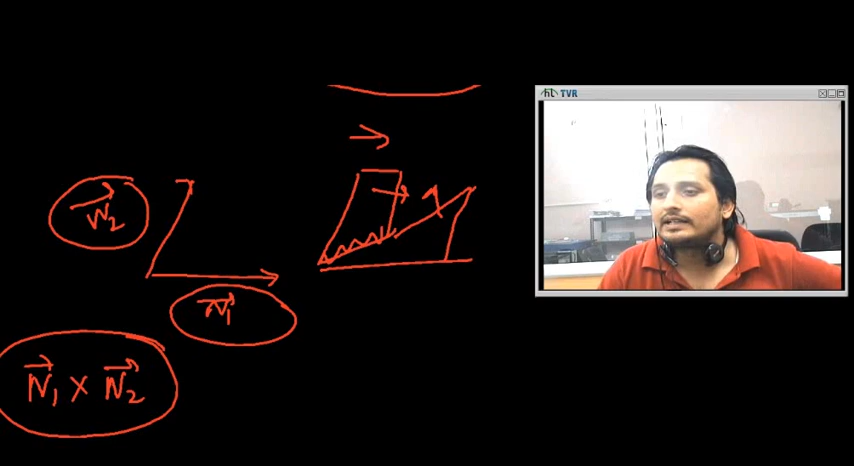 TVR
N₂
N₁
N₁ × N₂